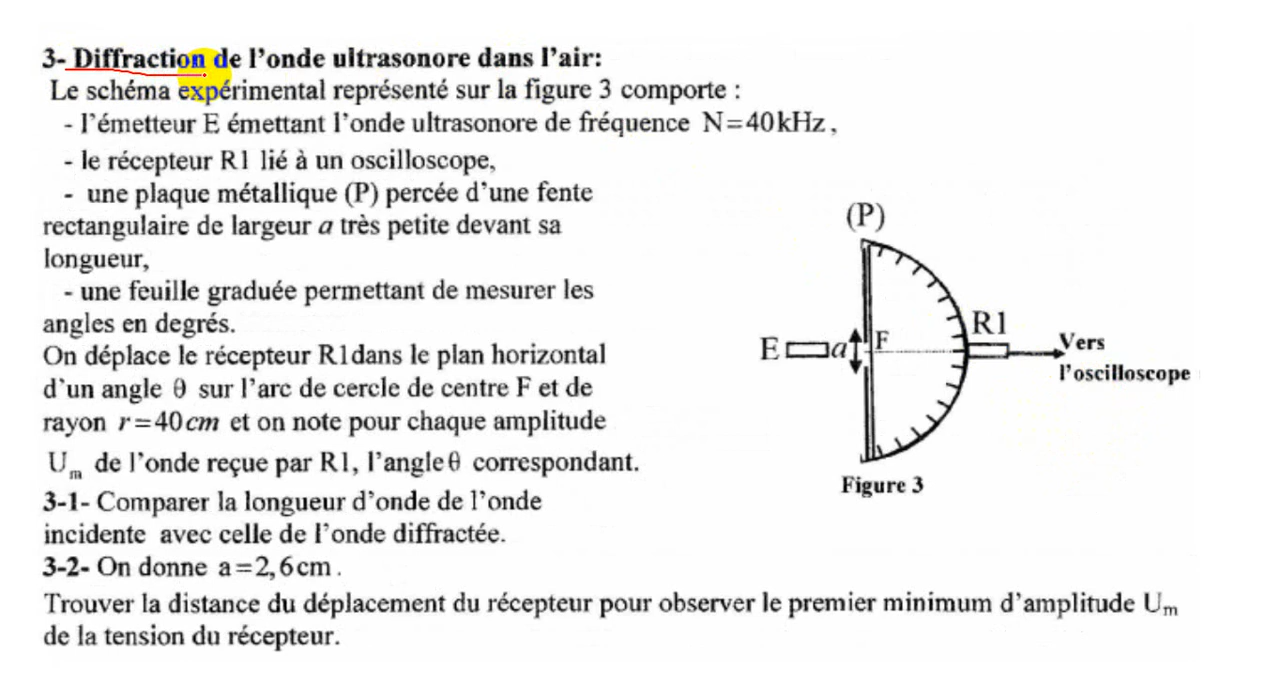 3- Diffraction de l’onde ultrasonore dans l’air:
Le schéma expérimental représenté sur la figure 3 comporte :
- l’émetteur E émettant l’onde ultrasonore de fréquence N=40kHz,
- le récepteur R1 lié à un oscilloscope,
- une plaque métallique (P) percée d’une fente
rectangulaire de largeur a très petite devant sa
longueur,
- une feuille graduée permettant de mesurer les
angles en degrés.
On déplace le récepteur R1dans le plan horizontal
d’un angle θ sur l’arc de cercle de centre F et de
rayon r=40cm et on note pour chaque amplitude
Um de l’onde reçue par R1, l’angle θ correspondant.
3-1- Comparer la longueur d’onde de l’onde
incidente avec celle de l’onde diffractée.
3-2- On donne a=2,6cm.
Trouver la distance du déplacement du récepteur pour observer le premier minimum d’amplitude Um
de la tension du récepteur.
(P)
E
a
F
R1
Vers
l’oscilloscope
Figure 3